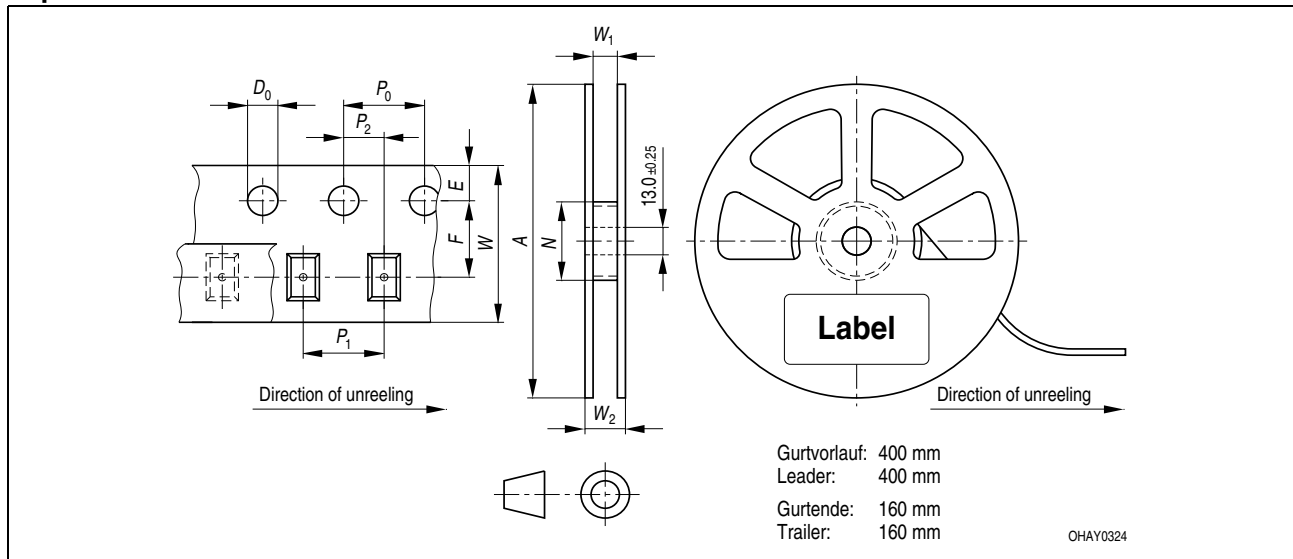 W1
D0
P0
P2
E
F
W
A
N
13.0 ±0.25
P1
W2
Label
Direction of unreeling
Direction of unreeling
Gurtvorlauf: 400 mm
Leader: 400 mm
Gurtende: 160 mm
Trailer: 160 mm
OHAY0324